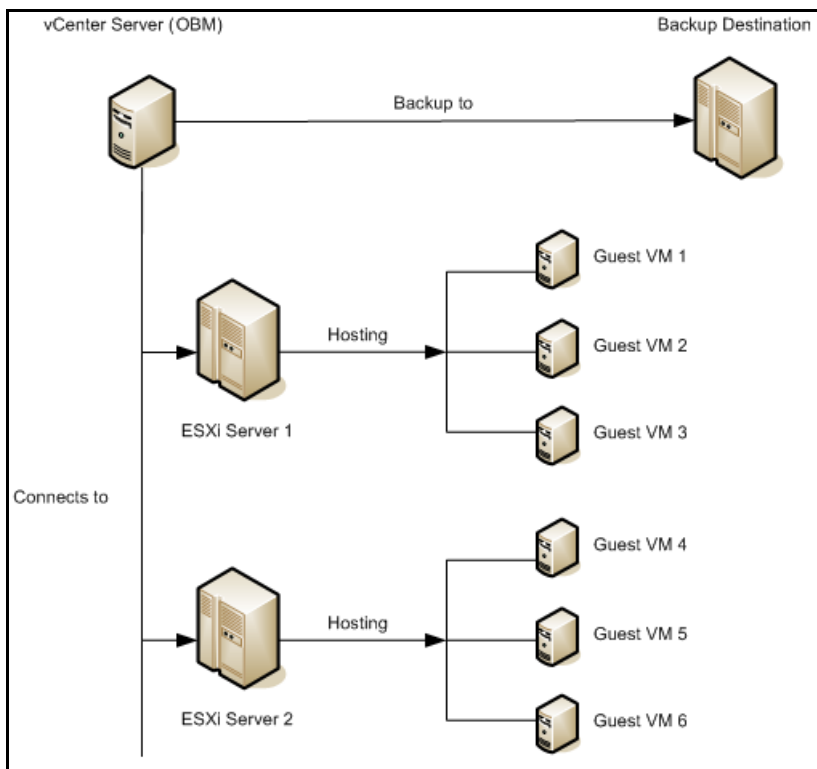 vCenter Server (OBM)
Backup Destination
Backup to
Guest VM 1
Hosting
Guest VM 2
Guest VM 3
ESXi Server 1
Connects to
Guest VM 4
Hosting
Guest VM 5
Guest VM 6
ESXi Server 2